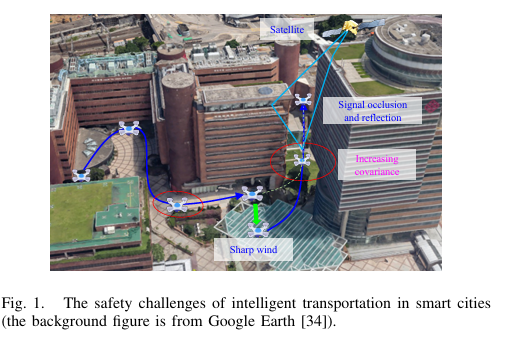 Satellite
Signal occlusion
and reflection
Increasing
covariance
Sharp wind
Fig. 1. The safety challenges of intelligent transportation in smart cities
(the background figure is from Google Earth [34]).